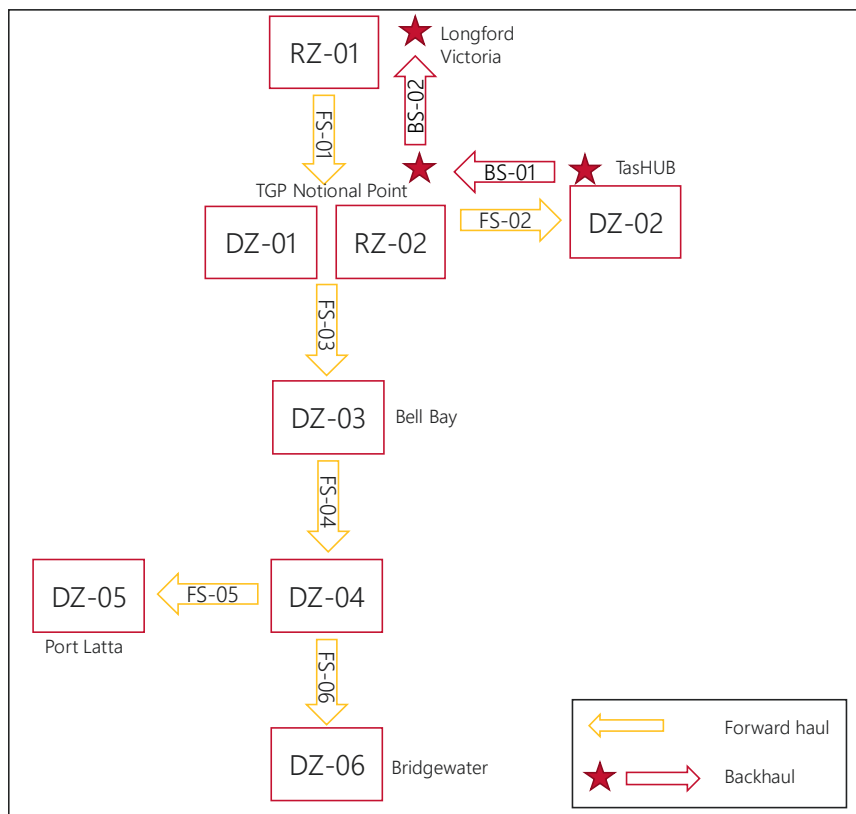 RZ-01
Longford
Victoria
FS-01
BS-02
BS-01
TasHUB
TGP Notional Point
DZ-01
RZ-02
FS-02
DZ-02
FS-03
DZ-03
Bell Bay
FS-04
DZ-05
FS-05
DZ-04
Port Latta
FS-06
DZ-06
Bridgewater
Forward haul
Backhaul